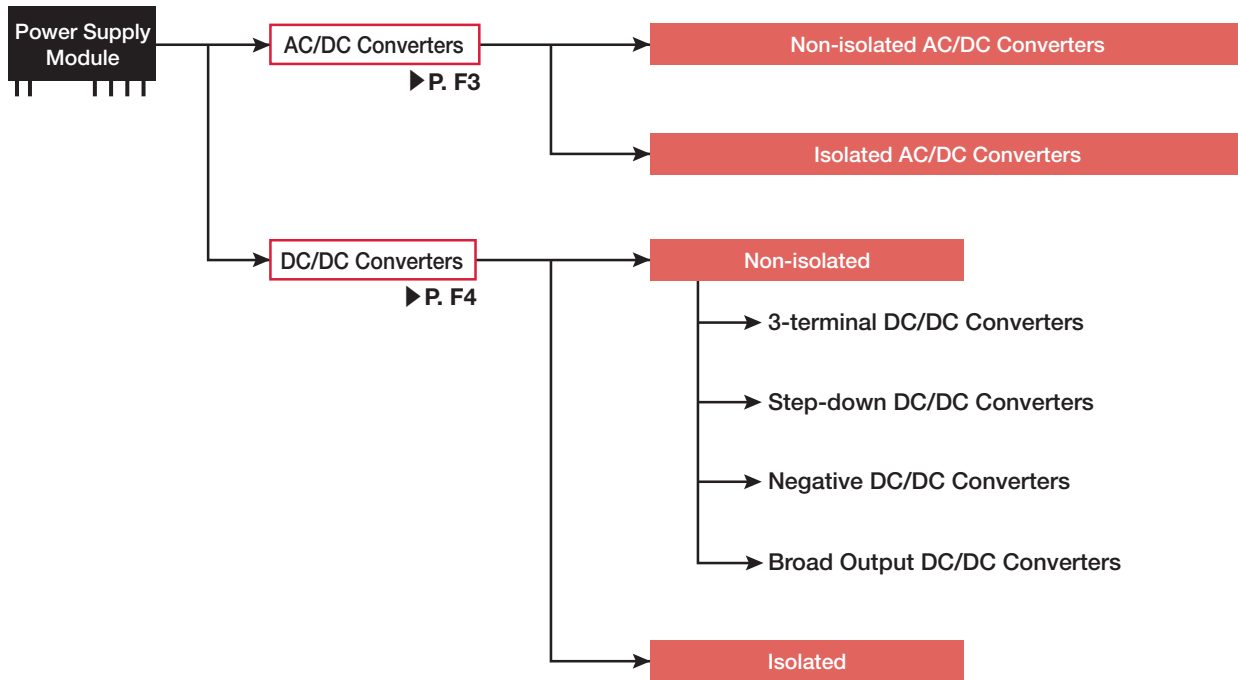 Power Supply
Module
AC/DC Converters
▶P. F3
Non-isolated AC/DC Converters
Isolated AC/DC Converters
DC/DC Converters
▶P. F4
Non-isolated
3-terminal DC/DC Converters
Step-down DC/DC Converters
Negative DC/DC Converters
Broad Output DC/DC Converters
Isolated